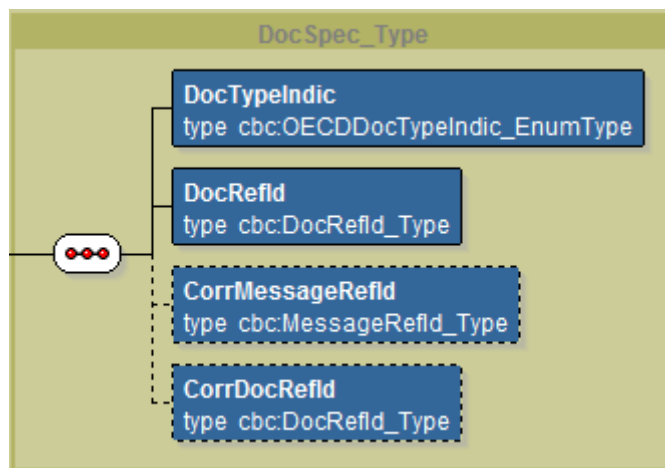 DocSpec_Type
DocTypeIndic
type cbc:OECDDocTypeIndic_EnumType
DocRefId
type cbc:DocRefId_Type
CorrMessageRefId
type cbc:MessageRefId_Type
CorrDocRefId
type cbc:DocRefId_Type